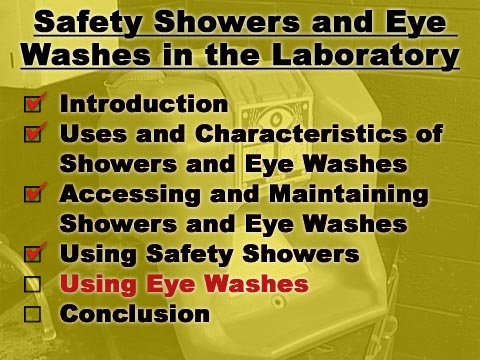 Safety Showers and Eye
Washes in the Laboratory
Introduction
Uses and Characteristics of
Showers and Eye Washes
Accessing and Maintaining
Showers and Eye Washes
Using Safety Showers
Using Eye Washes
Conclusion